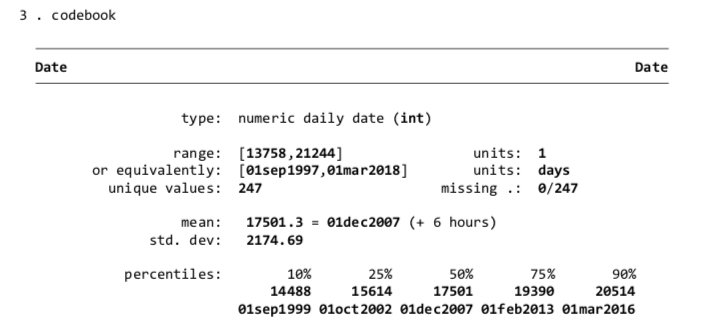 3 . codebook
Date Date
type: numeric daily date (int)
range: [13758,21244] units: 1
or equivalently: [01sep1997,01mar2018] units: days
unique values: 247 missing .: 0/247
mean: 17501.3 = 01dec2007 (+ 6 hours)
std. dev: 2174.69
percentiles: 10% 25% 50% 75% 90%
14488 15614 17501 19390 20514
01sep1999 01oct2002 01dec2007 01feb2013 01mar2016